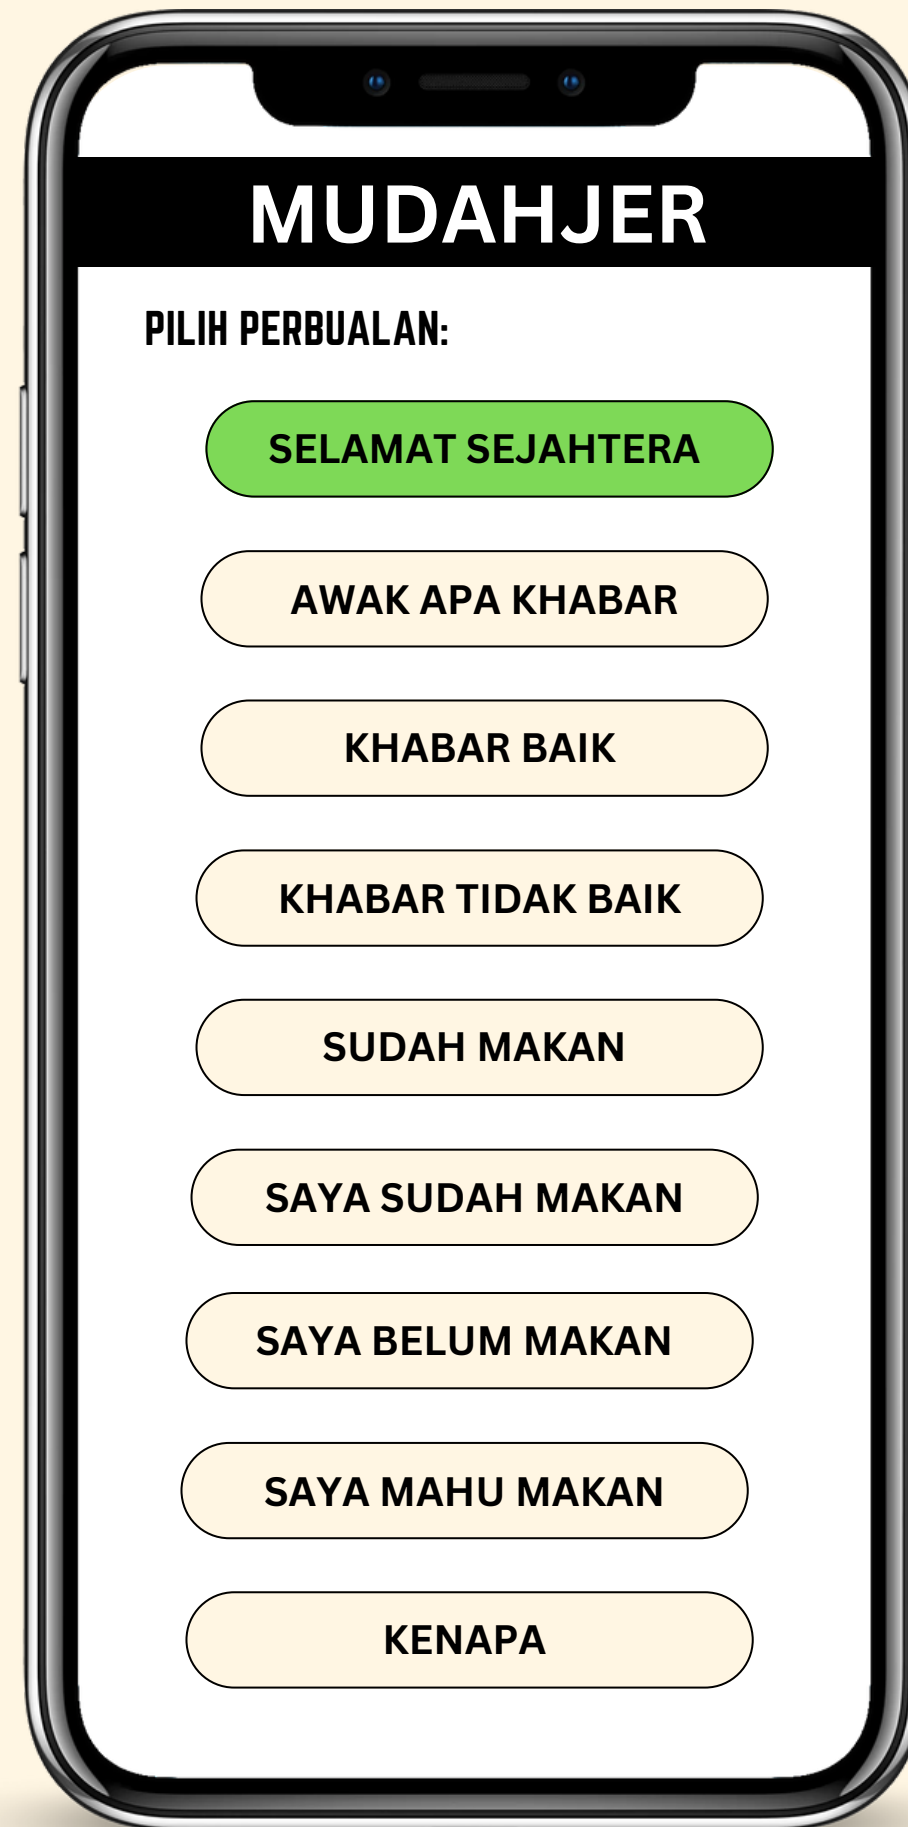 MUDAHJER
PILIH PERBUALAN:
SELAMAT SEJAHTERA
AWAK APA KHABAR
KHABAR BAIK
KHABAR TIDAK BAIK
SUDAH MAKAN
SAYA SUDAH MAKAN
SAYA BELUM MAKAN
SAYA MAHU MAKAN
KENAPA